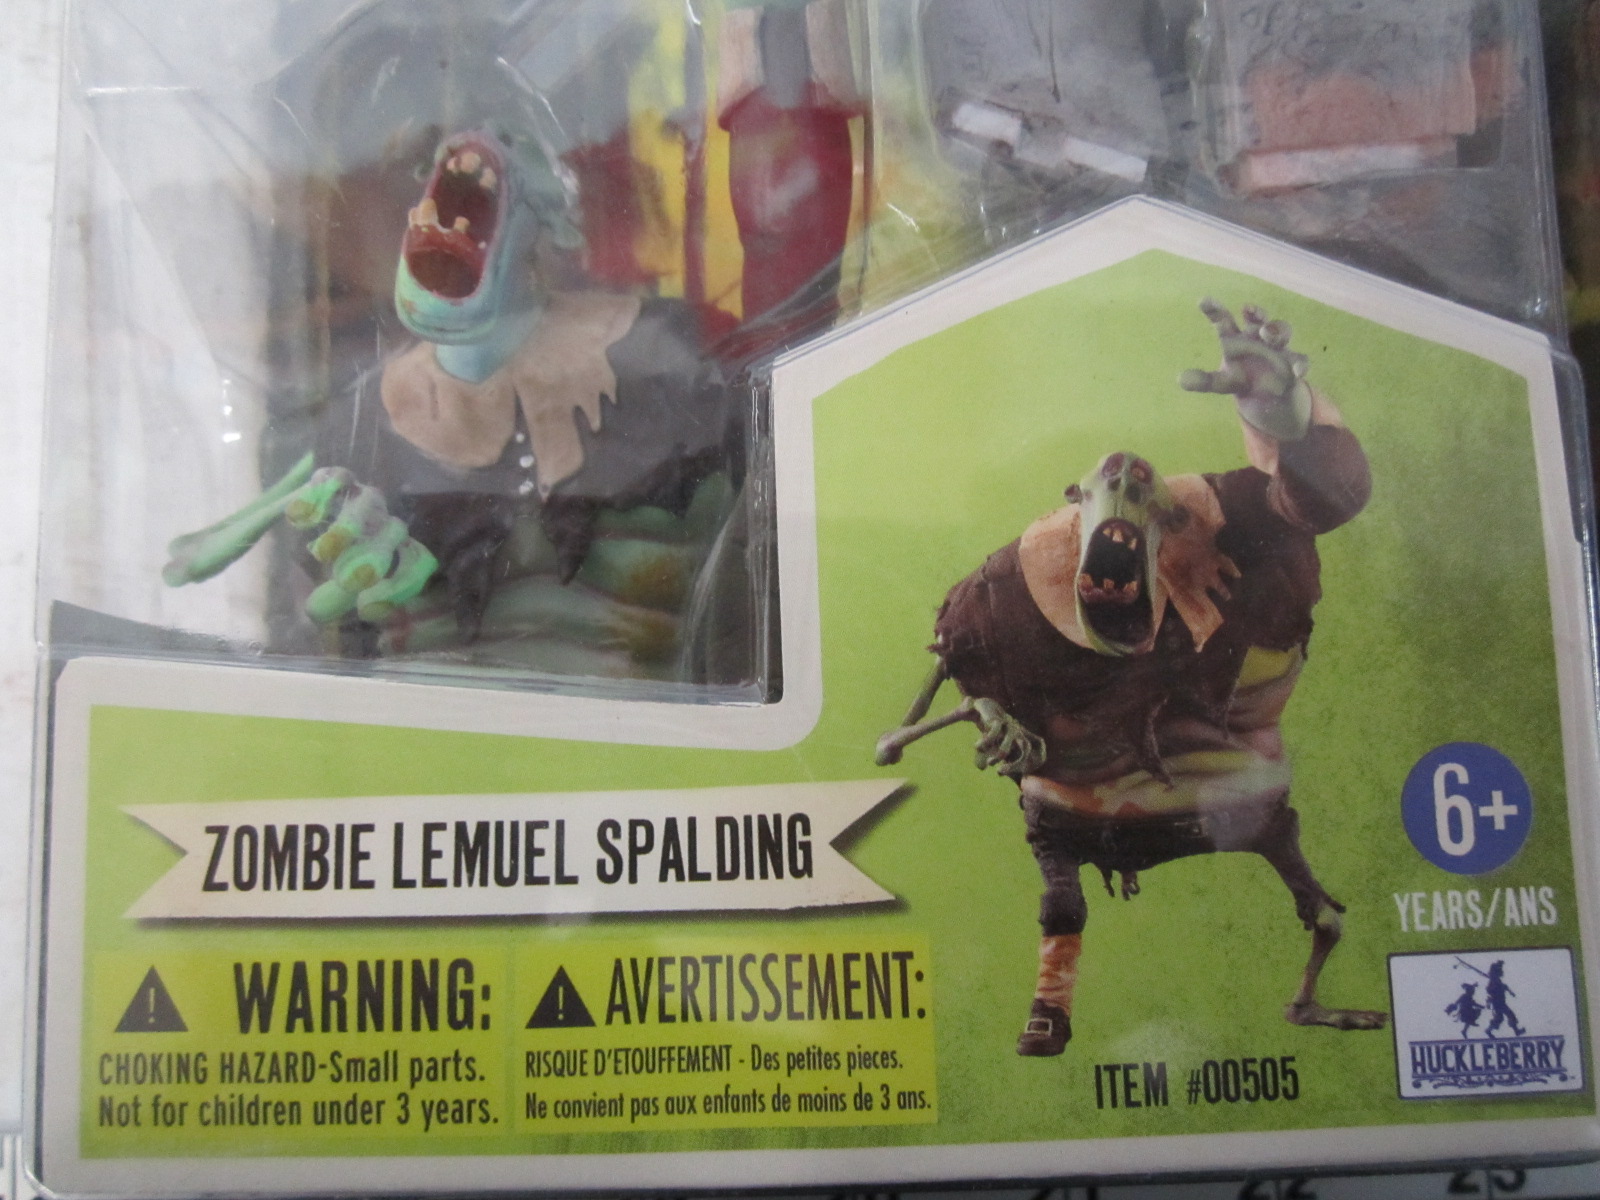 ZOMBIE LEMUEL SPALDING
WARNING:
CHOKING HAZARD-Small parts.
Not for children under 3 years.
AVERTISSEMENT:
RISQUE D'ETOUFFEMENT - Des petites pieces.
Ne convient pas aux enfants de moins de 3 ans.
6+
YEARS/ANS
HUCKLEBERRY
ITEM #00505